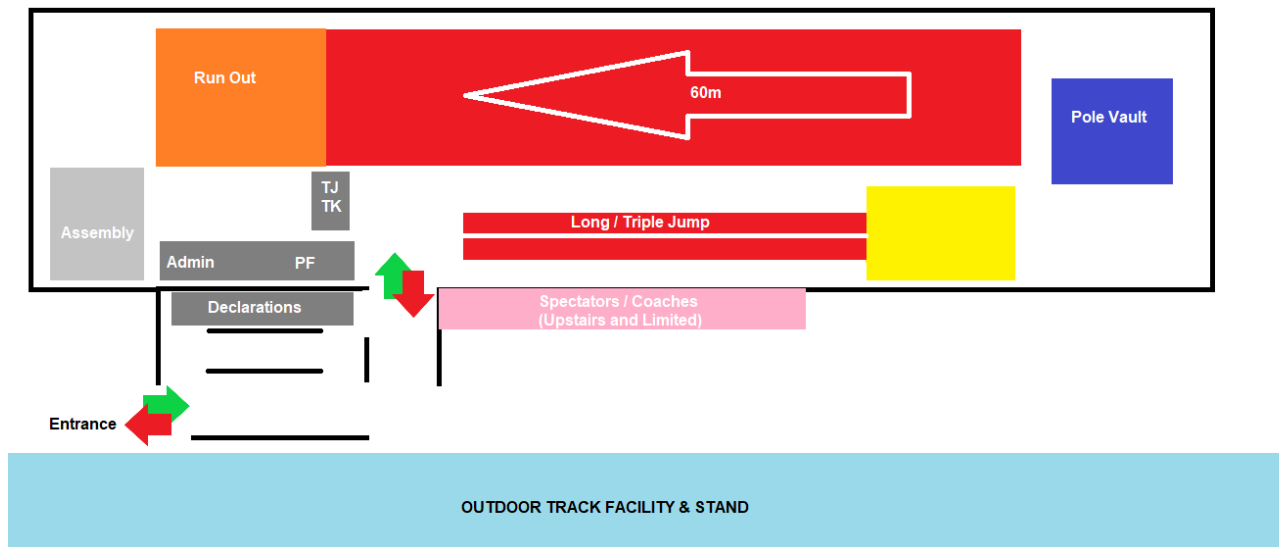 Run Out
60m
Pole Vault
TJ
TK
Assembly
Long / Triple Jump
Admin
PF
Declarations
Spectators / Coaches
(Upstairs and Limited)
Entrance
OUTDOOR TRACK FACILITY & STAND